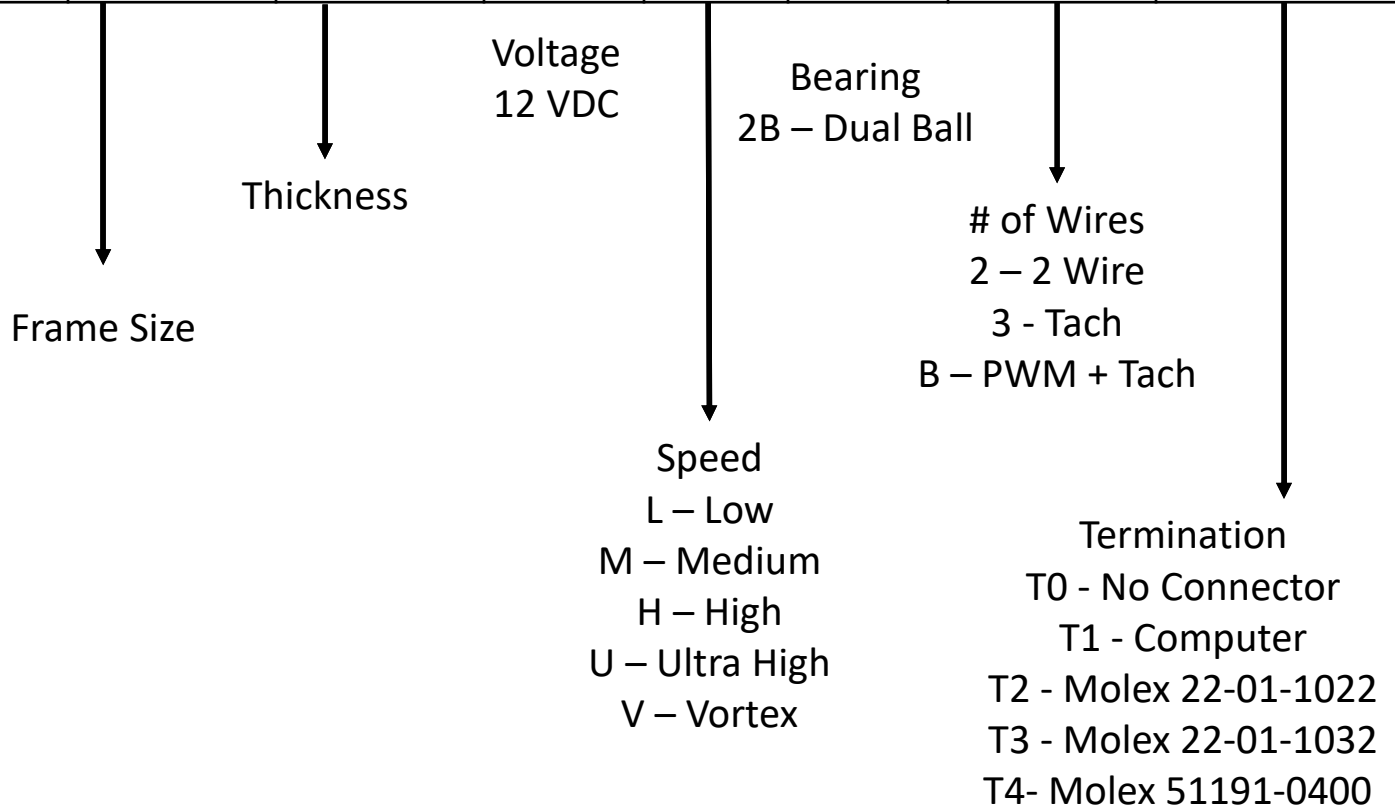 Frame Size
Thickness
Voltage
12 VDC
Speed
L – Low
M – Medium
H – High
U – Ultra High
V – Vortex
Bearing
2B – Dual Ball
# of Wires
2 – 2 Wire
3 - Tach
B – PWM + Tach
Termination
T0 - No Connector
T1 - Computer
T2 - Molex 22-01-1022
T3 - Molex 22-01-1032
T4- Molex 51191-0400